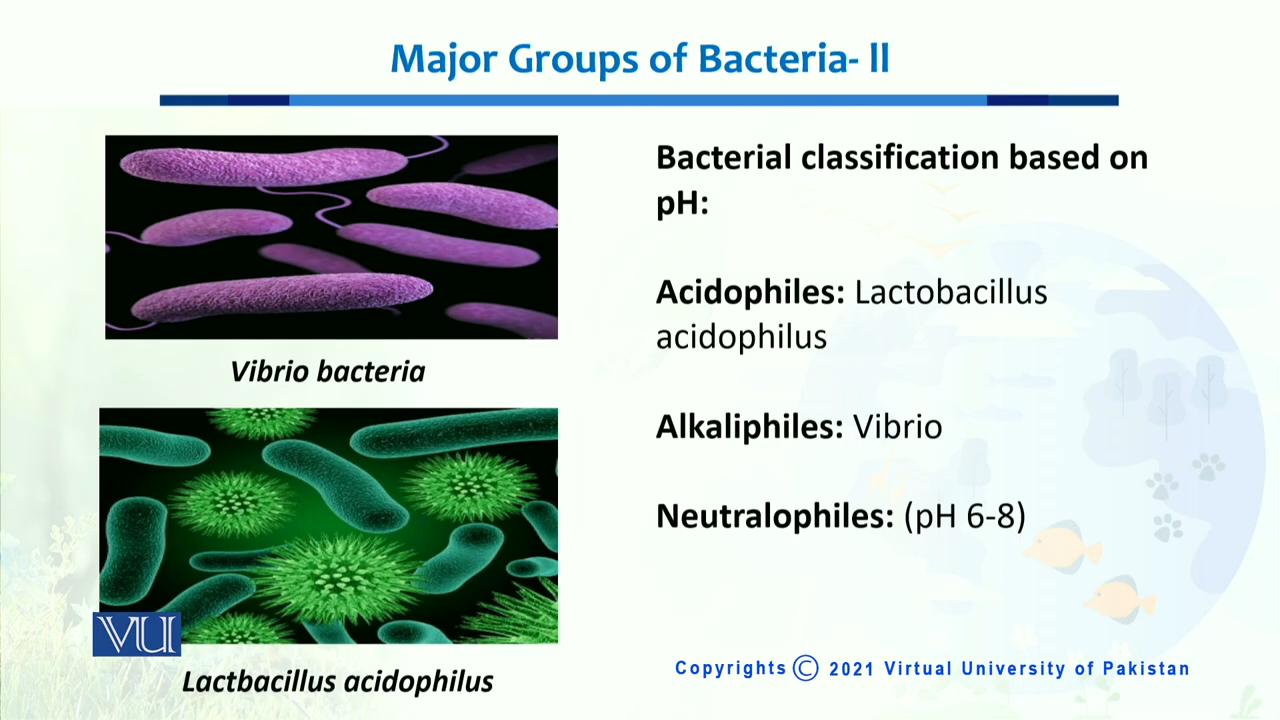 Major Groups of Bacteria- ll
Bacterial classification based on
pH:
Acidophiles: Lactobacillus
acidophilus
Alkaliphiles: Vibrio
Neutralophiles: (pH 6-8)
Vibrio bacteria
VU
Lactbacillus acidophilus
Copyrights © 2021 Virtual University of Pakistan